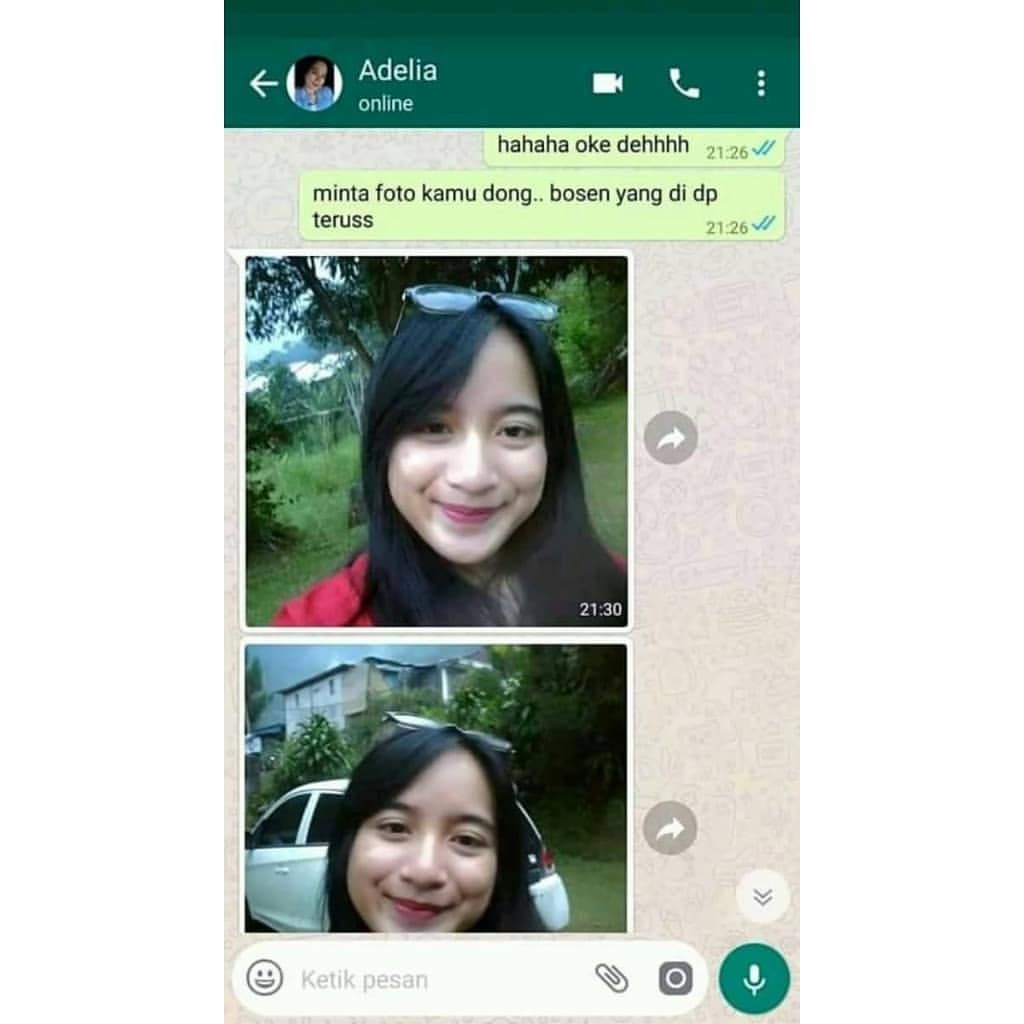 Adelia
online
hahaha oke dehhhh 21:26
minta foto kamu dong.. bosen yang di dp
teruss 21:26
21:30
Ketik pesan